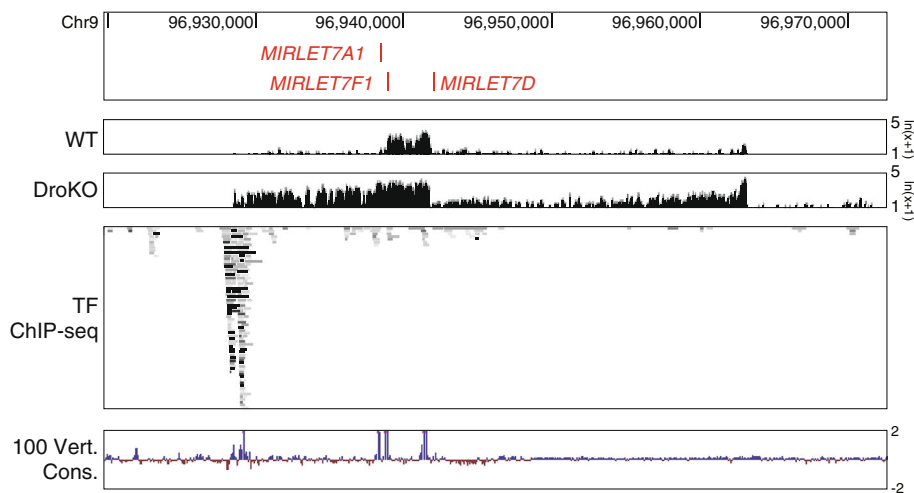 Chr9 96,930,000 96,940,000 96,950,000 96,960,000 96,970,000
MIRLET7A1
MIRLET7F1 MIRLET7D
WT 5 1 ln(x+1)
DroKO 5 1 ln(x+1)
TF
ChIP-seq
100 Vert.
Cons.
2
-2